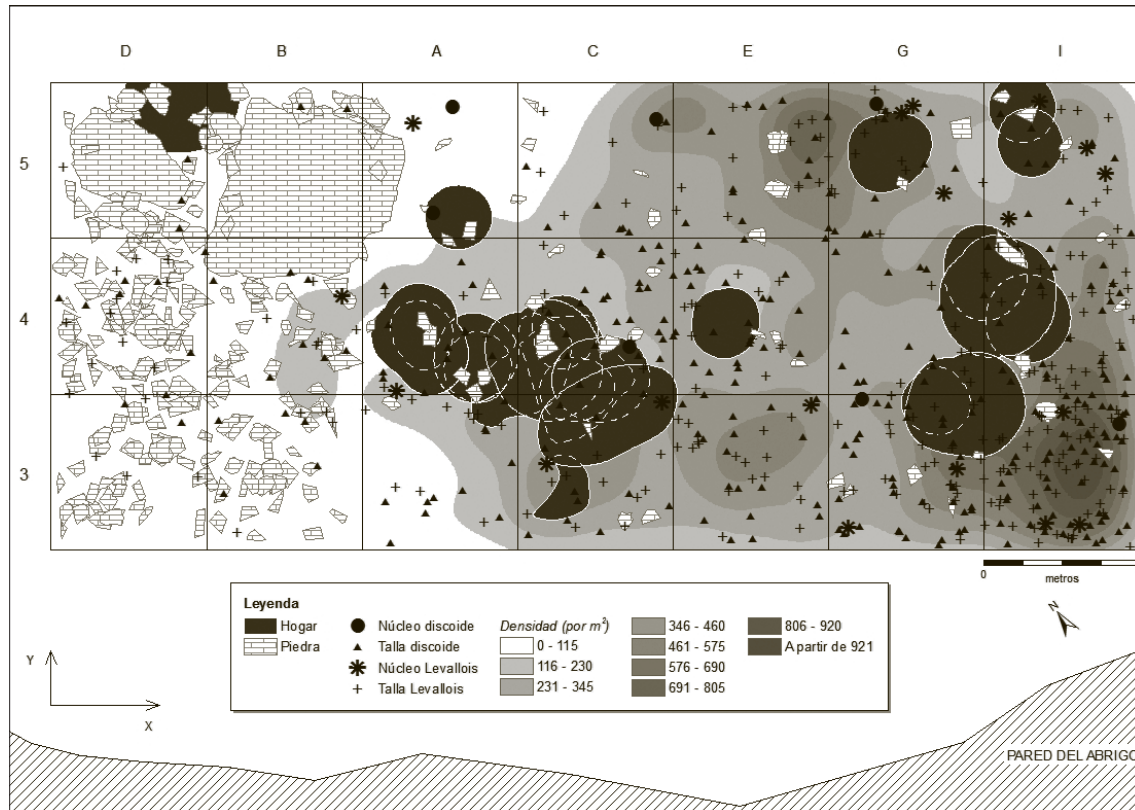 D B A C E G I
5
4
3
0 metros
N
Leyenda
Hogar
Piedra
Núcleo discoide
Talla discoide
Núcleo Levallois
Talla Levallois
Densidad (por m²)
0 - 115
116 - 230
231 - 345
346 - 460
461 - 575
576 - 690
691 - 805
806 - 920
A partir de 921
Y
X
PARED DEL ABRIGO